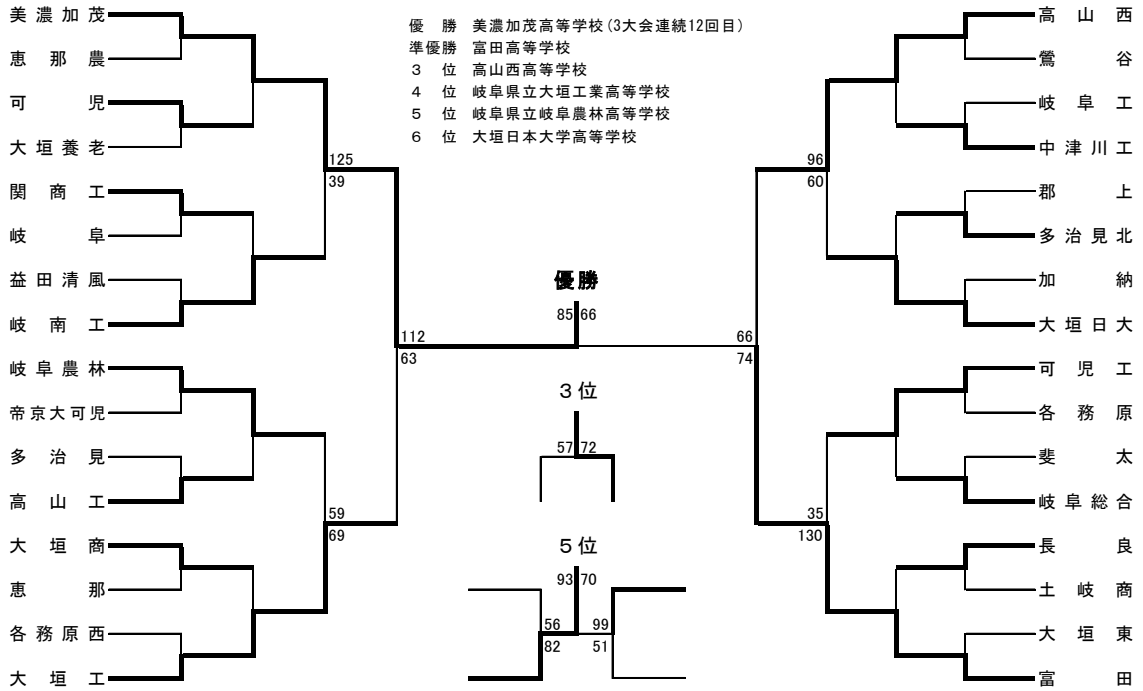 優　勝　美濃加茂高等学校(3大会連続12回目)
準優勝　富田高等学校
3　位　高山西高等学校
4　位　岐阜県立大垣工業高等学校
5　位　岐阜県立岐阜農林高等学校
6　位　大垣日本大学高等学校
美濃加茂
恵那農
可児
大垣養老
関商工
岐阜
益田清風
岐南工
岐阜農林
帝京大可児
多治見
高山工
大垣商
恵那
各務原西
大垣工
125
39
59
69
112
63
優勝
85 66
3位
57 72
5位
93 70
56 99
82 51
66
74
96
60
35
130
高山西
鶯谷
岐阜工
中津川工
郡上
多治見北
加納
大垣日大
可児工
各務原
斐太
岐阜総合
長良
土岐商
大垣東
富田